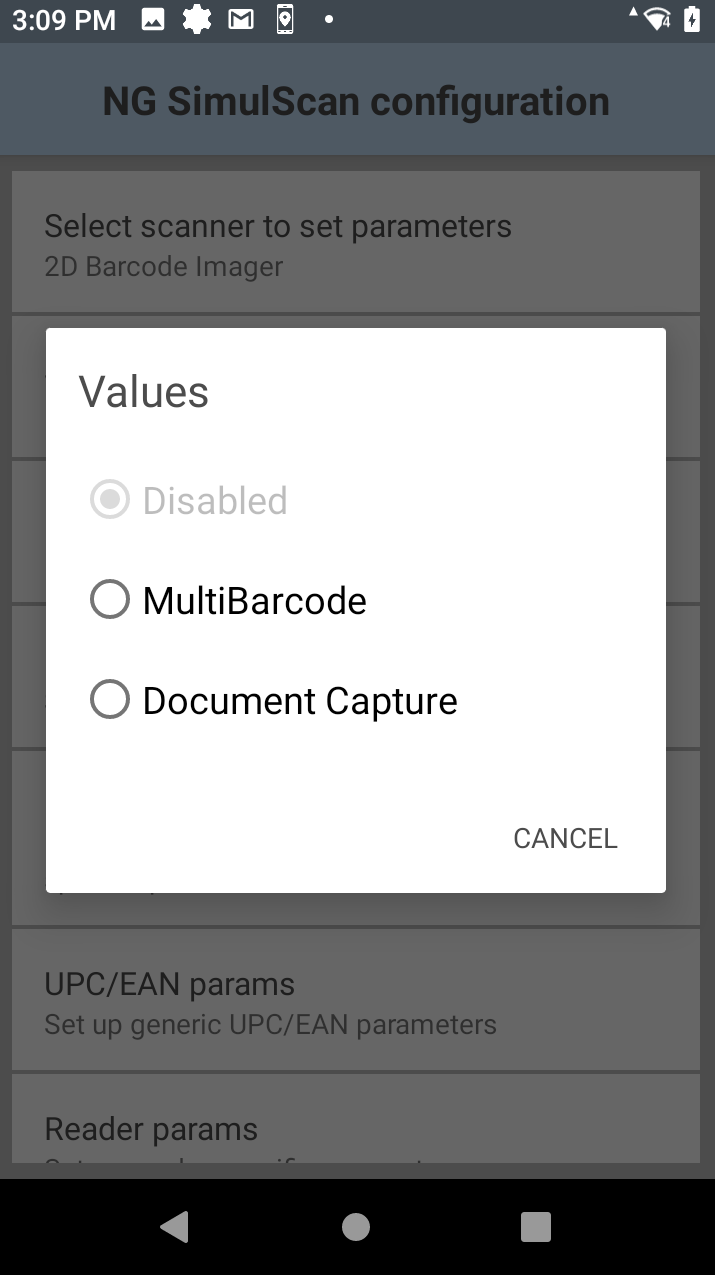 3:09 PM
4
NG SimulScan configuration
Select scanner to set parameters
2D Barcode Imager
Values
Disabled
MultiBarcode
Document Capture
CANCEL
UPC/EAN params
Set up generic UPC/EAN parameters
Reader params